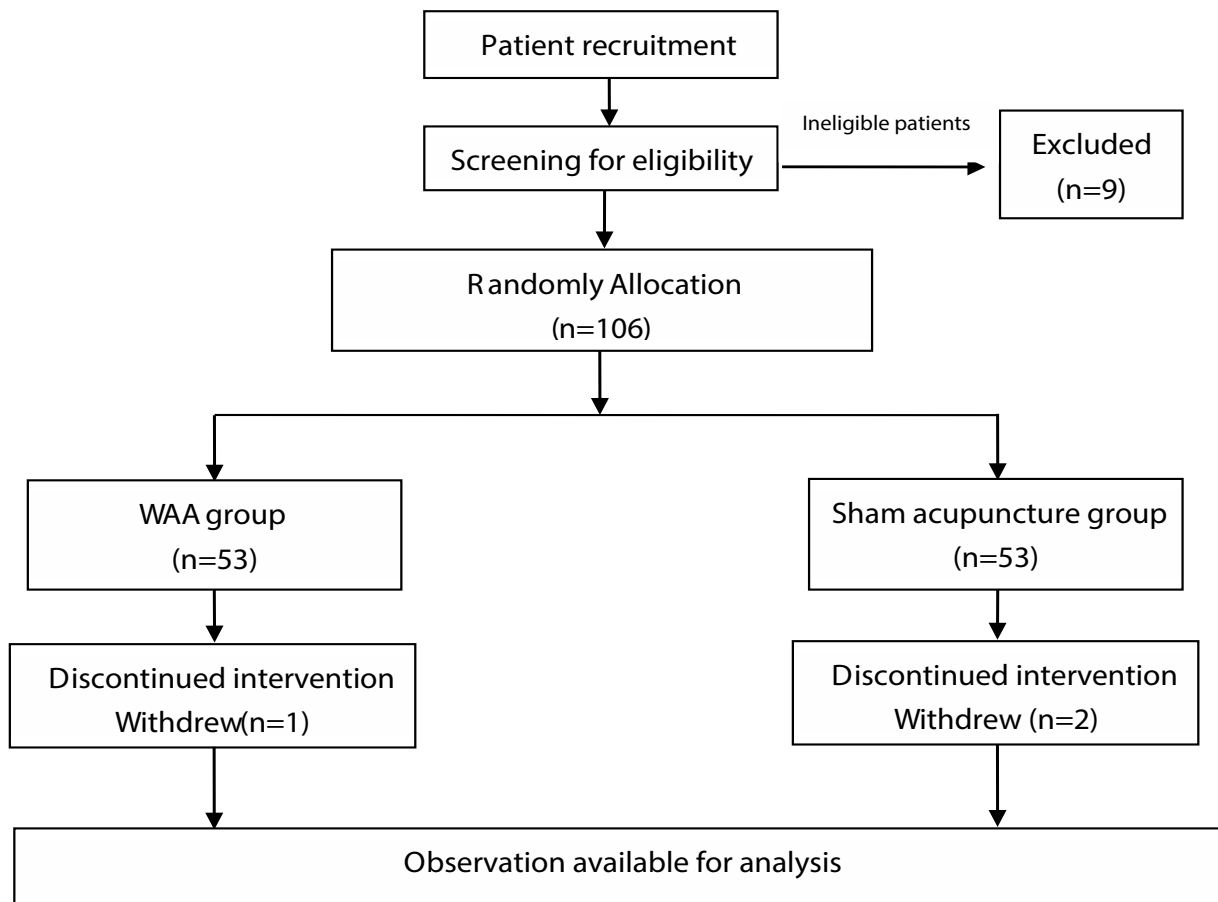 Patient recruitment
Screening for eligibility
Ineligible patients
Excluded
(n=9)
Randomly Allocation
(n=106)
WAA group
(n=53)
Sham acupuncture group
(n=53)
Discontinued intervention
Withdrew(n=1)
Discontinued intervention
Withdrew (n=2)
Observation available for analysis